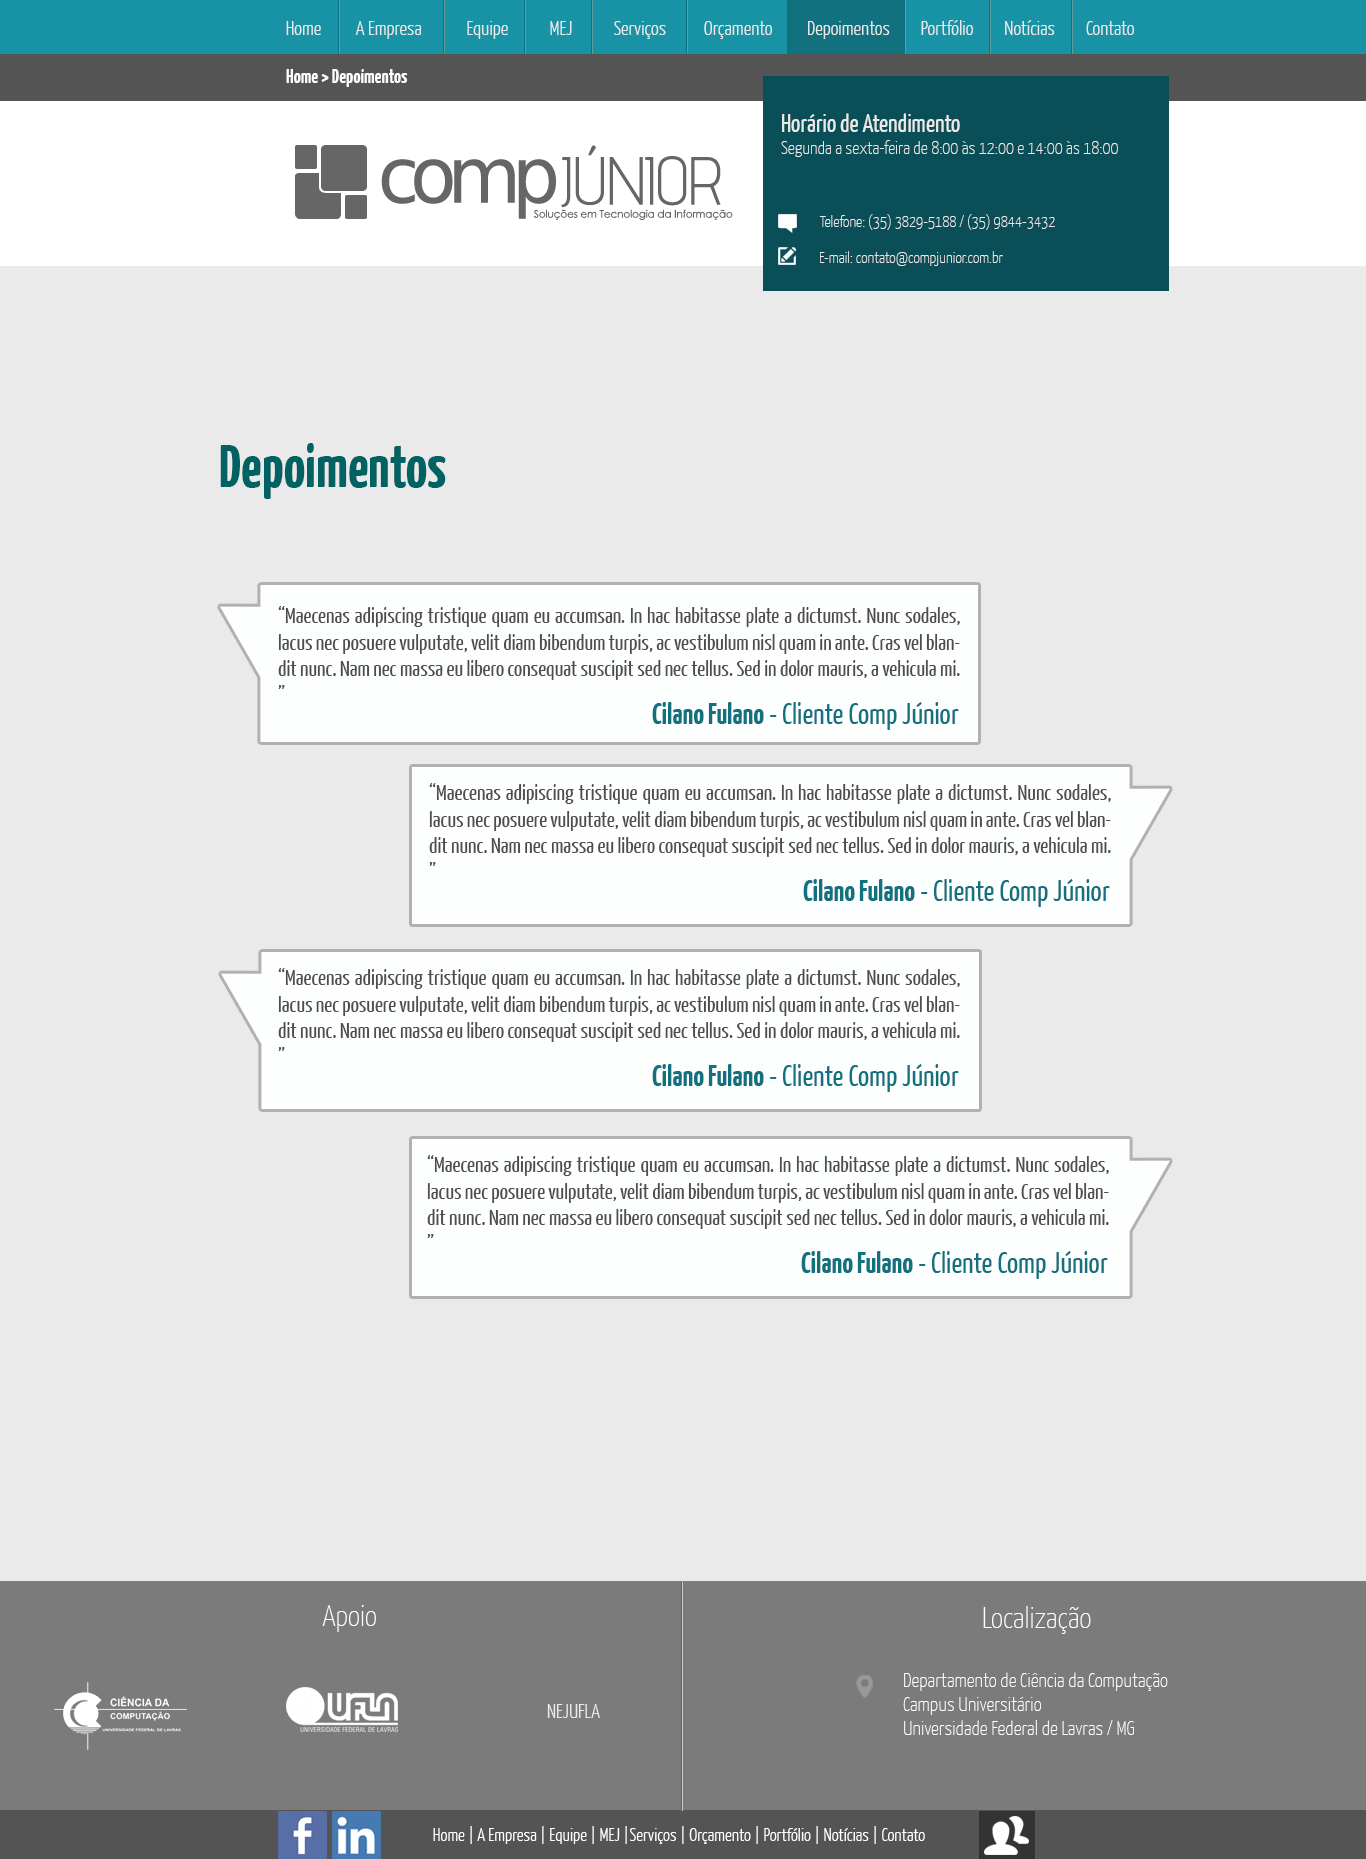 Home A Empresa Equipe MEJ Serviços Orçamento Depoimentos Portfólio Notícias Contato
Home > Depoimentos
compJÚNIOR
Soluções em Tecnologia da Informação
Horário de Atendimento
Segunda a sexta-feira de 8:00 às 12:00 e 14:00 às 18:00
Telefone: (35) 3829-5188 / (35) 9844-3432
E-mail: contato@compjunior.com.br
Depoimentos
“Maecenas adipiscing tristique quam eu accumsan. In hac habitasse plate a dictumst. Nunc sodales,
lacus nec posuere vulputate, velit diam bibendum turpis, ac vestibulum nisl quam in ante. Cras vel blan-
dit nunc. Nam nec massa eu libero consequat suscipit sed nec tellus. Sed in dolor mauris, a vehicula mi.
”
Cilano Fulano - Cliente Comp Júnior
“Maecenas adipiscing tristique quam eu accumsan. In hac habitasse plate a dictumst. Nunc sodales,
lacus nec posuere vulputate, velit diam bibendum turpis, ac vestibulum nisl quam in ante. Cras vel blan-
dit nunc. Nam nec massa eu libero consequat suscipit sed nec tellus. Sed in dolor mauris, a vehicula mi.
”
Cilano Fulano - Cliente Comp Júnior
“Maecenas adipiscing tristique quam eu accumsan. In hac habitasse plate a dictumst. Nunc sodales,
lacus nec posuere vulputate, velit diam bibendum turpis, ac vestibulum nisl quam in ante. Cras vel blan-
dit nunc. Nam nec massa eu libero consequat suscipit sed nec tellus. Sed in dolor mauris, a vehicula mi.
”
Cilano Fulano - Cliente Comp Júnior
“Maecenas adipiscing tristique quam eu accumsan. In hac habitasse plate a dictumst. Nunc sodales,
lacus nec posuere vulputate, velit diam bibendum turpis, ac vestibulum nisl quam in ante. Cras vel blan-
dit nunc. Nam nec massa eu libero consequat suscipit sed nec tellus. Sed in dolor mauris, a vehicula mi.
”
Cilano Fulano - Cliente Comp Júnior
Apoio
CIÊNCIA DA
COMPUTAÇÃO
UNIVERSIDADE FEDERAL DE LAVRAS
UFLA
UNIVERSIDADE FEDERAL DE LAVRAS
NEJUFLA
Localização
Departamento de Ciência da Computação
Campus Universitário
Universidade Federal de Lavras / MG
f in
Home | A Empresa | Equipe | MEJ |Serviços | Orçamento | Portfólio | Notícias | Contato